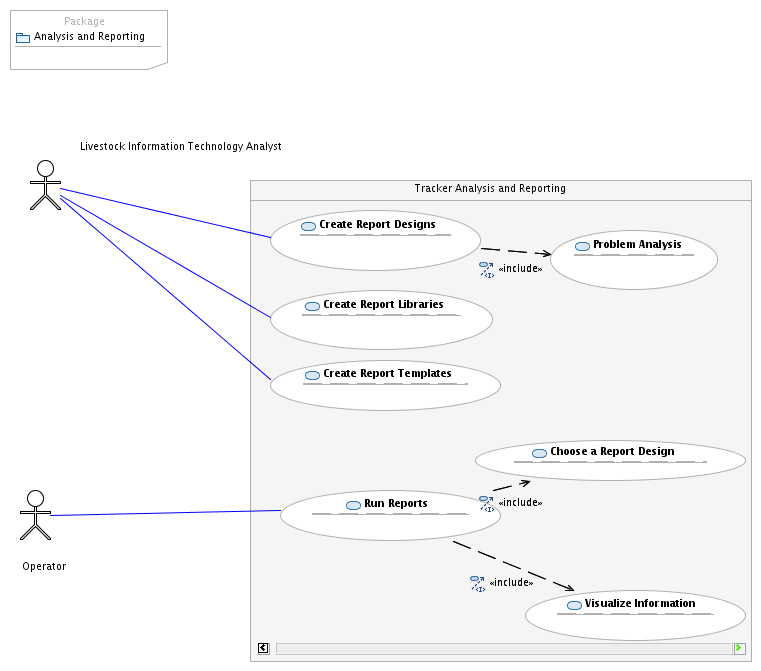 Package
Analysis and Reporting
Livestock Information Technology Analyst
Tracker Analysis and Reporting
Create Report Designs
Problem Analysis
«include»
Create Report Libraries
Create Report Templates
Choose a Report Design
Run Reports
«include»
Operator
«include»
Visualize Information